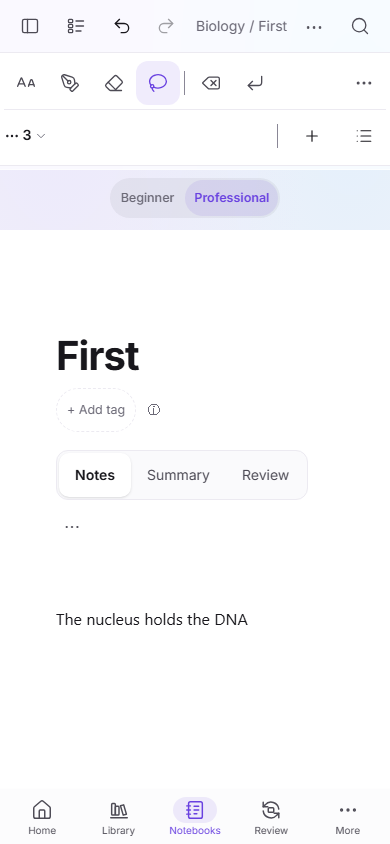 Biology / First
AA
3
Beginner
Professional
First
+ Add tag
Notes
Summary
Review
The nucleus holds the DNA
Home
Library
Notebooks
Review
More